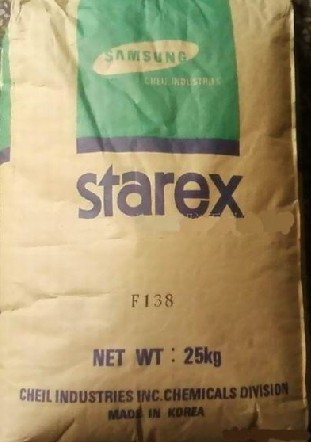 SAMSUNG
CHEIL INDUSTRIES
starex
F138
NET WT : 25kg
CHEIL INDUSTRIES INC.CHEMICALS DIVISION
MADE IN KOREA